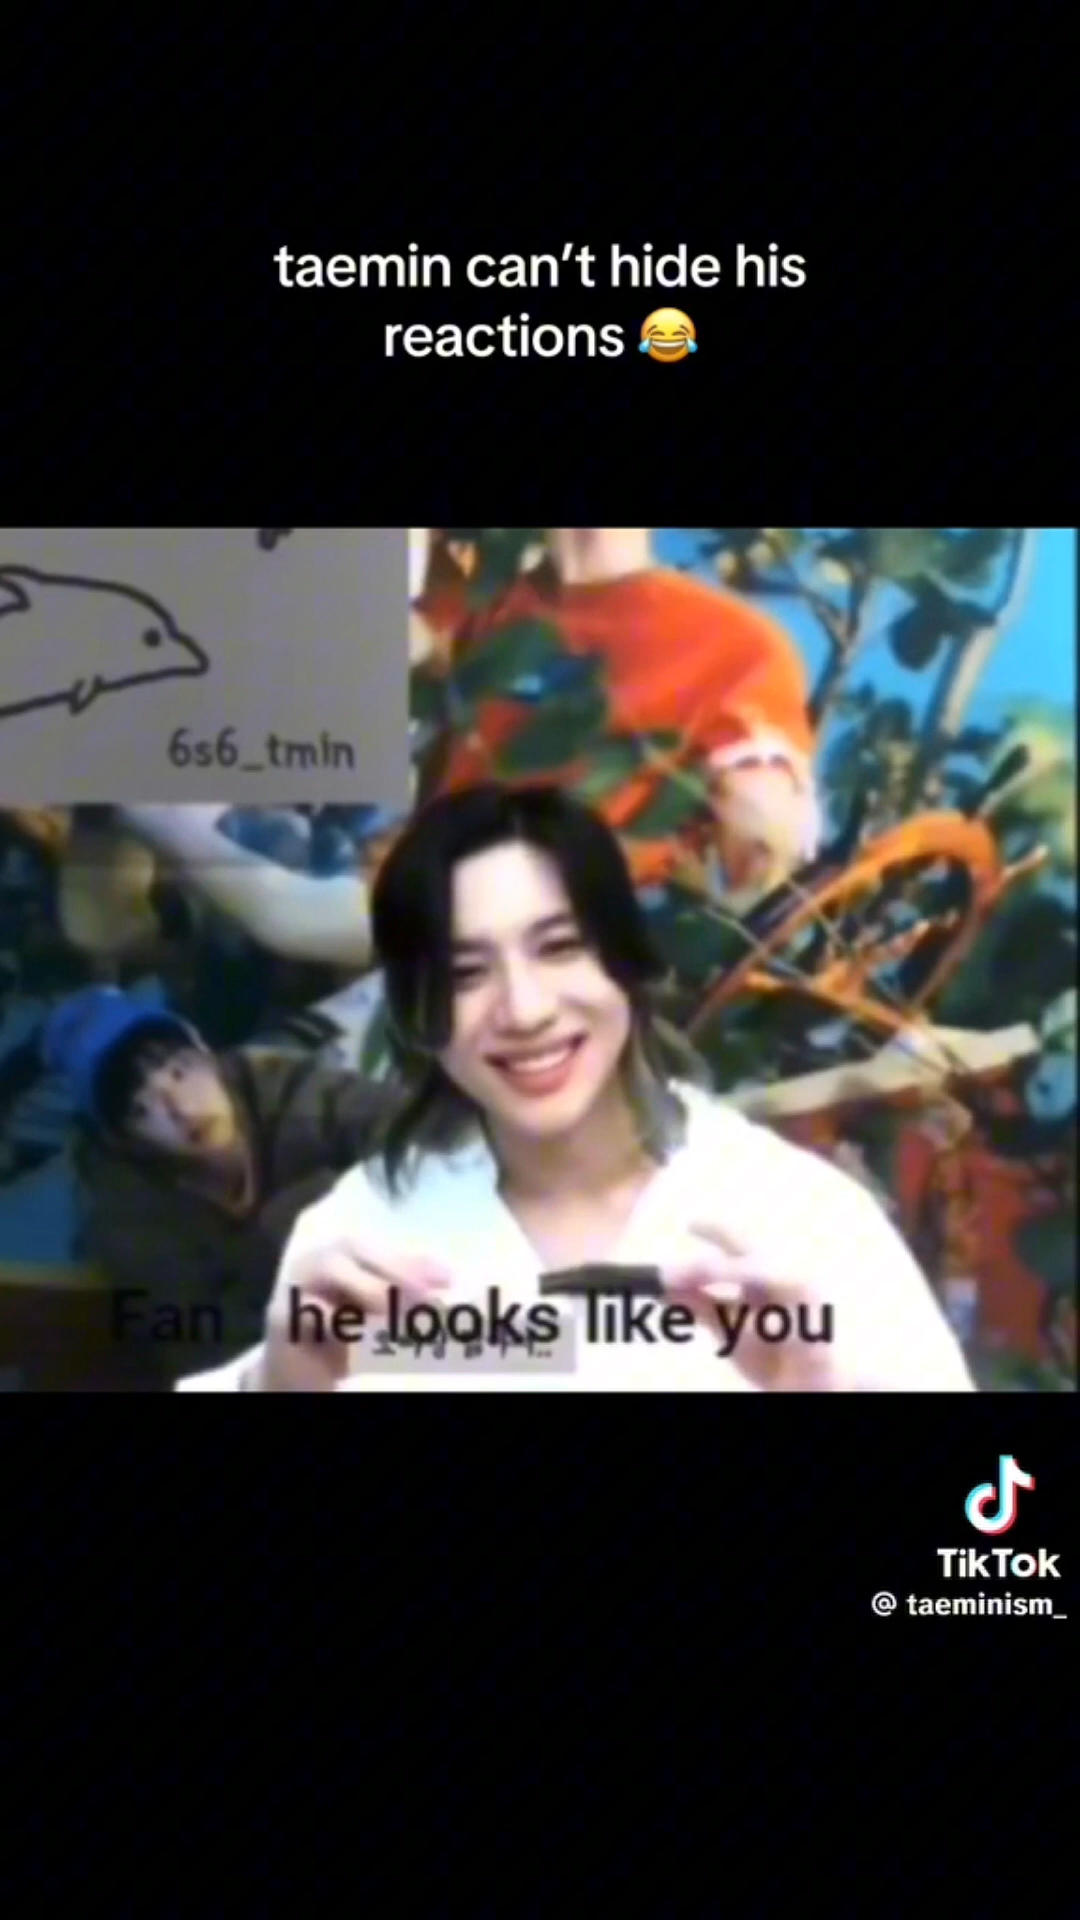 taemin can't hide his
reactions 😂
6s6_tmin
Fan he looks like you
TikTok
@ taeminism_